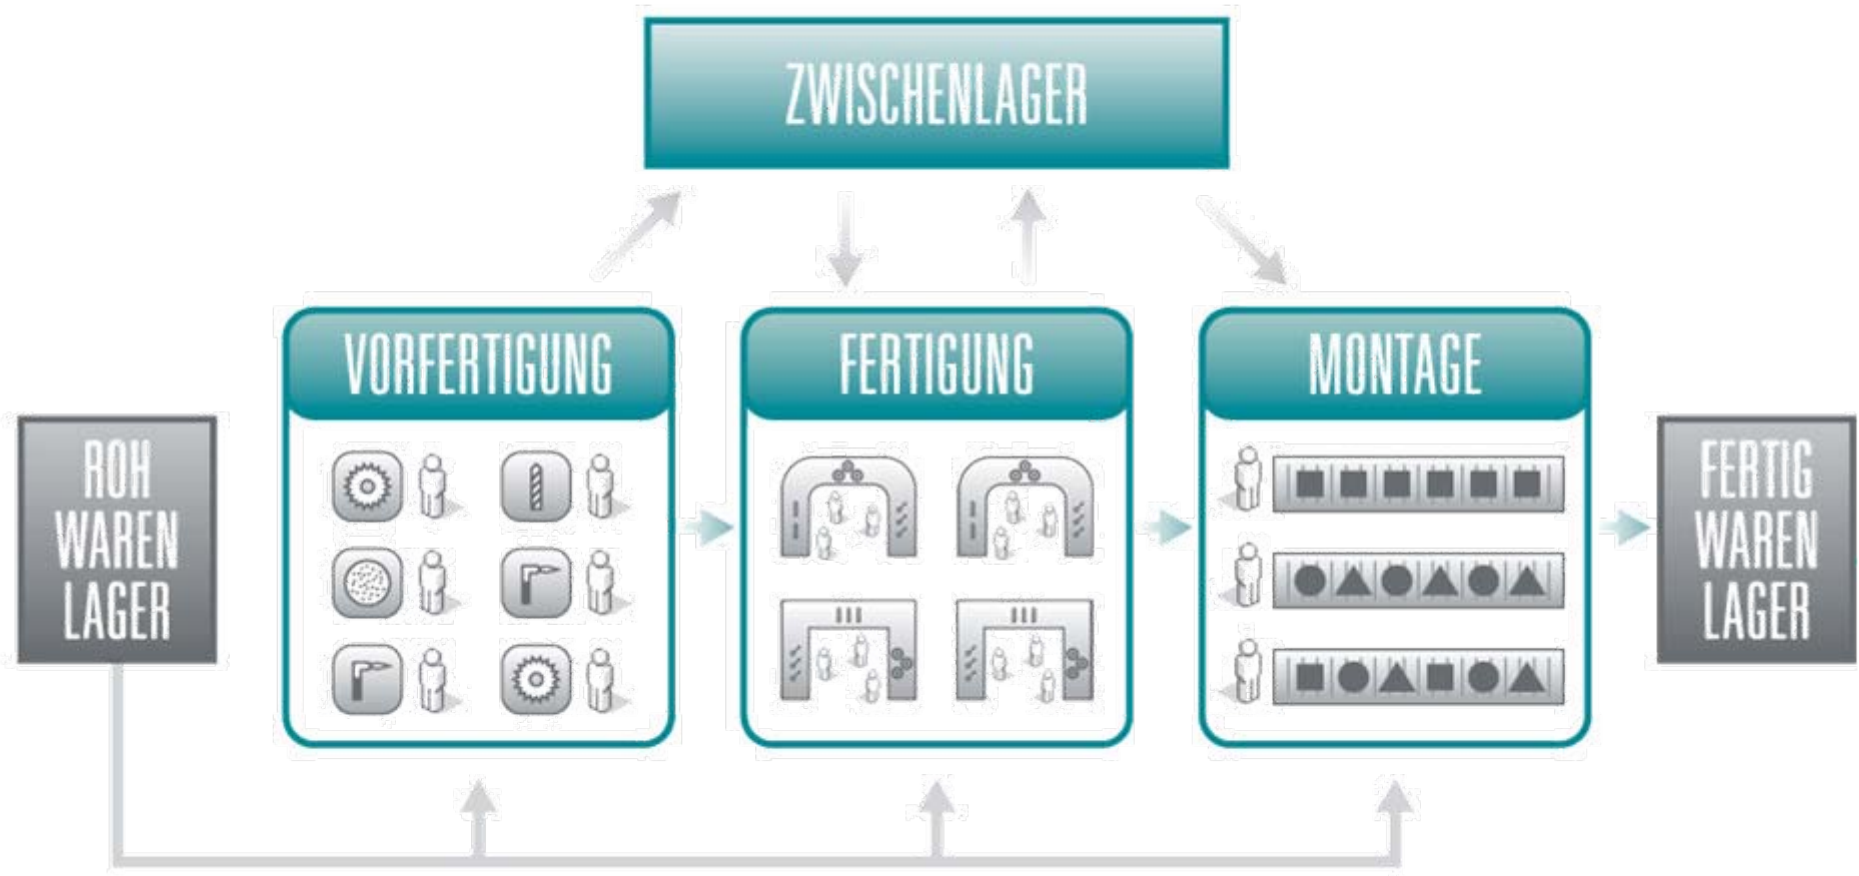 ZWISCHENLAGER
VORFERTIGUNG
FERTIGUNG
MONTAGE
ROH
WAREN
LAGER
FERTIG
WAREN
LAGER